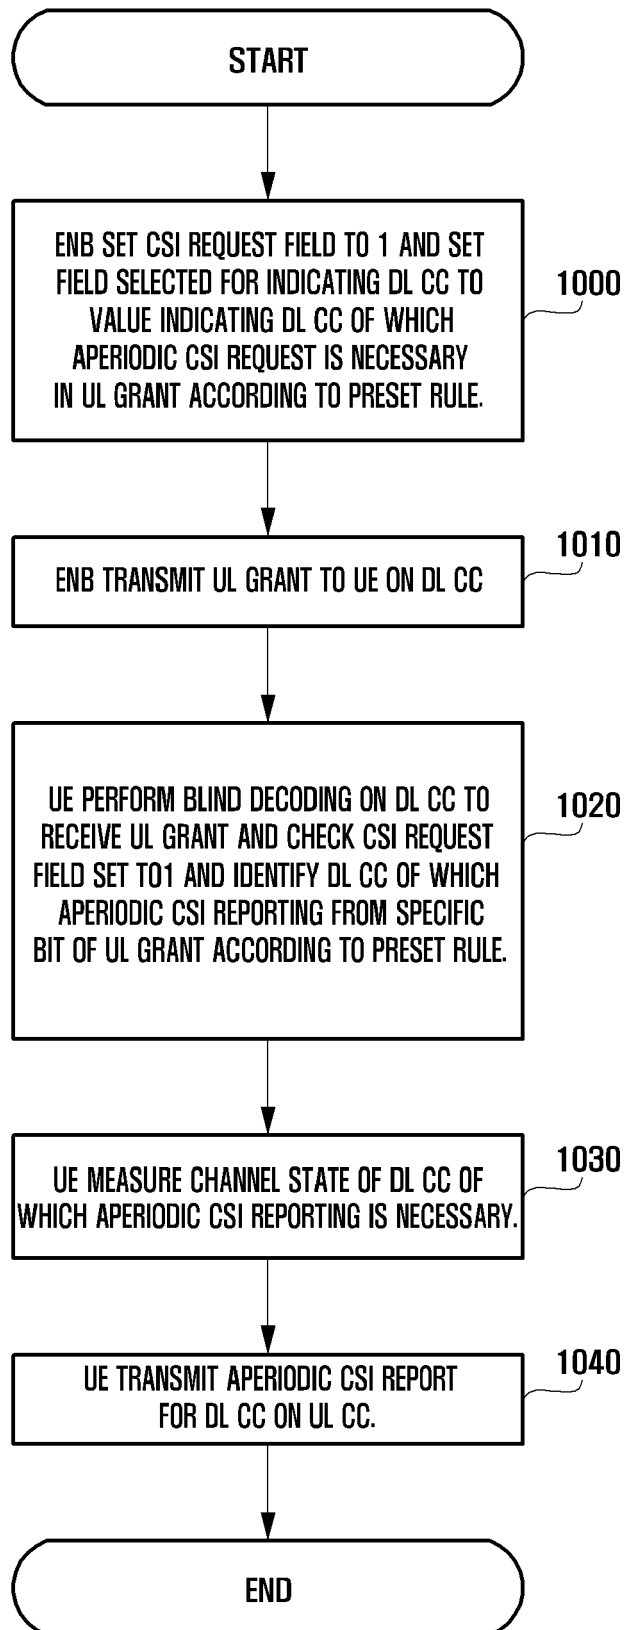 START
ENB SET CSI REQUEST FIELD TO 1 AND SET
FIELD SELECTED FOR INDICATING DL CC TO
VALUE INDICATING DL CC OF WHICH
APERIODIC CSI REQUEST IS NECESSARY
IN UL GRANT ACCORDING TO PRESET RULE.
1000
ENB TRANSMIT UL GRANT TO UE ON DL CC
1010
UE PERFORM BLIND DECODING ON DL CC TO
RECEIVE UL GRANT AND CHECK CSI REQUEST
FIELD SET TO1 AND IDENTIFY DL CC OF WHICH
APERIODIC CSI REPORTING FROM SPECIFIC
BIT OF UL GRANT ACCORDING TO PRESET RULE.
1020
UE MEASURE CHANNEL STATE OF DL CC OF
WHICH APERIODIC CSI REPORTING IS NECESSARY.
1030
UE TRANSMIT APERIODIC CSI REPORT
FOR DL CC ON UL CC.
1040
END